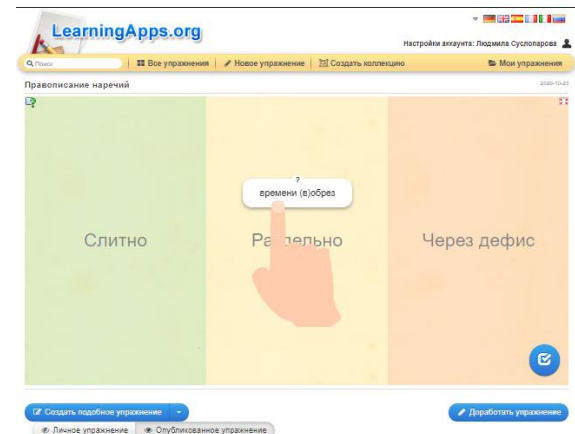 LearningApps.org
Настройки аккаунта: Людмила Суслопарова
Поиск
Все упражнения
Новое упражнение
Создать коллекцию
Мои упражнения
Правописание наречий
2020-10-23
?
времени (в)обрез
Слитно
Раздельно
Через дефис
Создать подобное упражнение
Доработать упражнение
Личное упражнение
Опубликованное упражнение